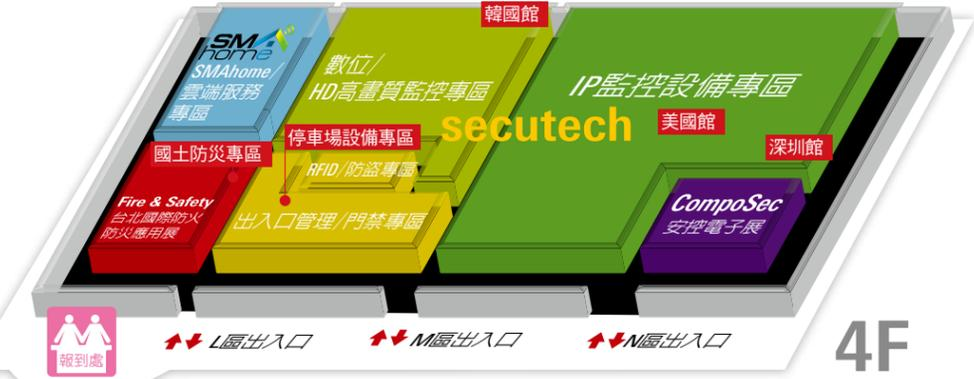 韓國館
SMA
home
SMAhome/
雲端服務
專區
數位/
HD高畫質監控專區
IP監控設備專區
secutech
美國館
停車場設備專區
國土防災專區
深圳館
RFID/防盜專區
Fire & Safety
台北國際防火
防災應用展
出入口管理/門禁專區
CompoSec
安控電子展
報到處
L區出入口
M區出入口
N區出入口
4F